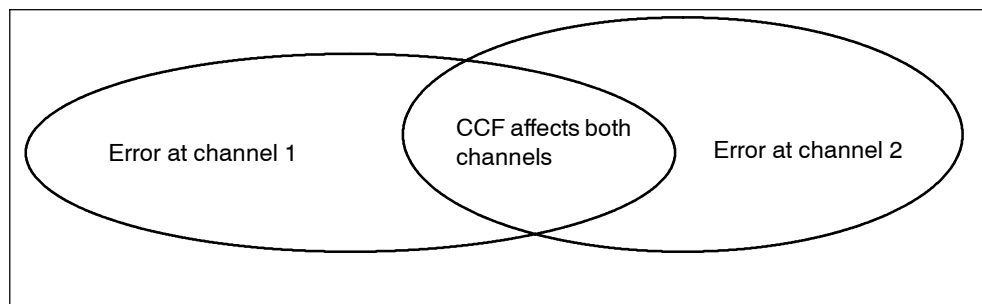 Error at channel 1
CCF affects both
channels
Error at channel 2